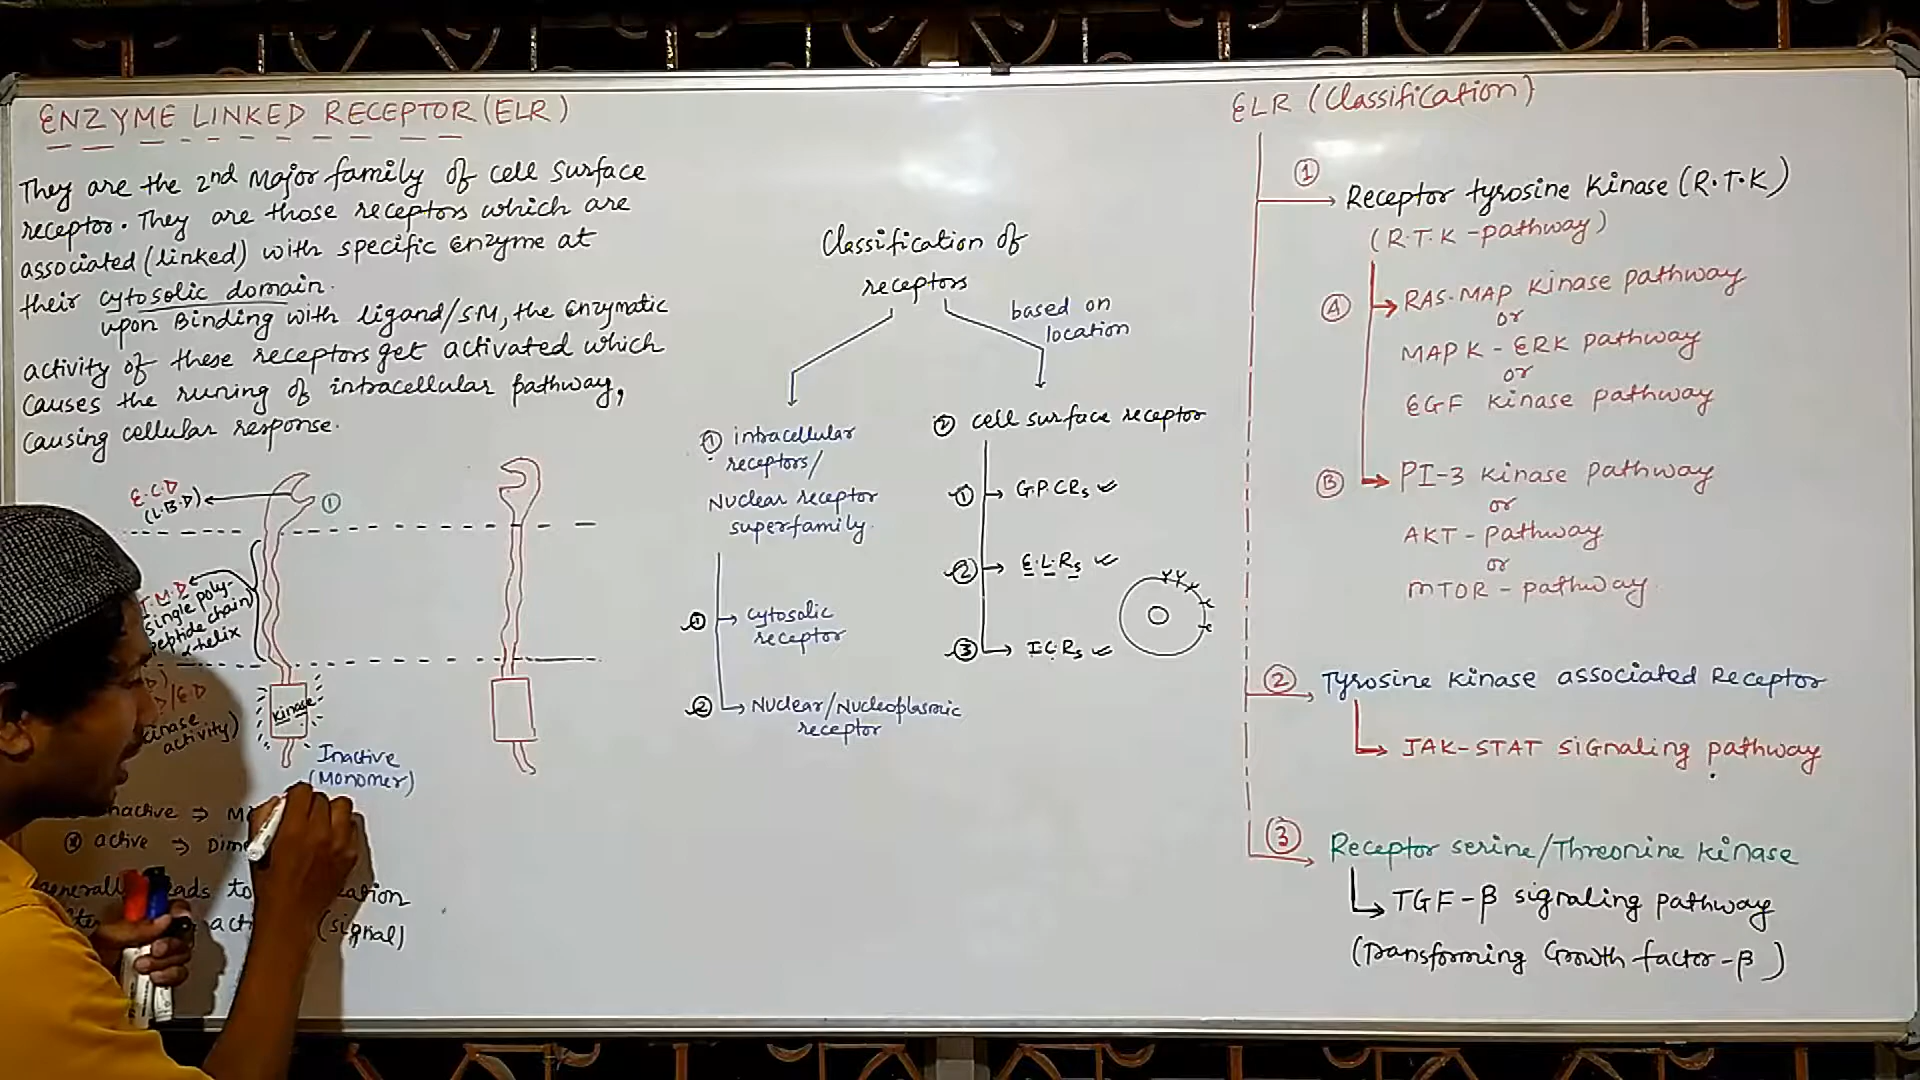 ENZYME LINKED RECEPTOR (ELR)
They are the 2nd Major family of cell surface
receptor. They are those receptors which are
associated (linked) with specific Enzyme at
their cytosolic domain.
upon Binding with ligand/SM, the Enzymatic
activity of these receptors get activated which
causes the runing of intracellular pathway,
causing cellular response.
E.C.D
(L.B.D)
①
T.M.D
single poly-
peptide chain)
α-helix
/E.D
kinase
activity)
kinase
Inactive
(Monomer)
inactive ⇒
active ⇒
to
(signal)
Classification of
receptors
based on
location
① intracellular
receptors/
Nuclear receptor
superfamily.
① cytosolic
receptor
② Nuclear/Nucleoplasmic
receptor
② cell surface receptor
① G.P.CRs ✓
② E.L.Rs ✓
③ I.C.Rs ✓
ELR (Classification)
① Receptor tyrosine kinase (R.T.K)
(R.T.K - pathway)
Ⓐ RAS-MAP kinase pathway
or
MAPK - ERK pathway
or
EGF kinase pathway
Ⓑ PI-3 kinase pathway
or
AKT - pathway
or
MTOR - pathway.
② Tyrosine kinase associated Receptor
JAK-STAT signaling pathway
③ Receptor serine/Threonine kinase
TGF-β signaling pathway
(Transforming Growth factor-β)